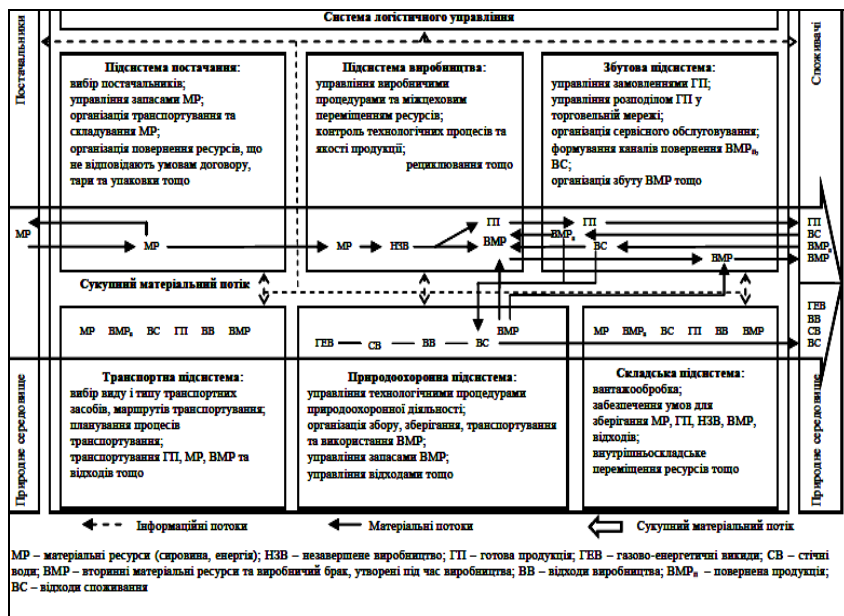 Система логістичного управління
Постачальники
Підсистема постачання:
вибір постачальників;
управління запасами МР;
організація транспортування та
складування МР;
організація повернення ресурсів, що
не відповідають умовам договору,
тари та упаковки тощо
Підсистема виробництва:
управління виробничими
процедурами та міжцеховим
переміщенням ресурсів;
контроль технологічних процесів та
якості продукції;
рециклювання тощо
Збутова підсистема:
управління замовленнями ГП;
управління розподілом ГП у
торговельній мережі;
організація сервісного обслуговування;
формування каналів повернення ВМРп,
ВС;
організація збуту ВМР тощо
Споживачі
МР
МР
МР
НЗВ
ГП
ВМР
ГП
ВМРп
ВС
ВМР
ГП
ВС
ВМРп
ВМР
Сукупний матеріальний потік
МР ВМРп ВС ГП ВВ ВМР
ГЕВ СВ ВВ ВС ВМР
МР ВМРп ВС ГП ВВ ВМР
ГЕВ
ВВ
СВ
ВС
Природне середовище
Транспортна підсистема:
вибір виду і типу транспортних
засобів, маршрутів транспортування;
планування процесів
транспортування;
транспортування ГП, МР, ВМР та
відходів тощо
Природоохоронна підсистема:
управління технологічними процедурами
природоохоронної діяльності;
організація збору, зберігання, транспортування
та використання ВМР;
управління запасами ВМР;
управління відходами тощо
Складська підсистема:
вантажообробка;
забезпечення умов для
зберігання МР, ГП, НЗВ, ВМР,
відходів;
внутрішньоскладське
переміщення ресурсів тощо
Природне середовище
Інформаційні потоки
Матеріальні потоки
Сукупний матеріальний потік
МР – матеріальні ресурси (сировина, енергія); НЗВ – незавершене виробництво; ГП – готова продукція; ГЕВ – газово-енергетичні викиди; СВ – стічні
води; ВМР – вторинні матеріальні ресурси та виробничий брак, утворені під час виробництва; ВВ – відходи виробництва; ВМРп – повернена продукція;
ВС – відходи споживання